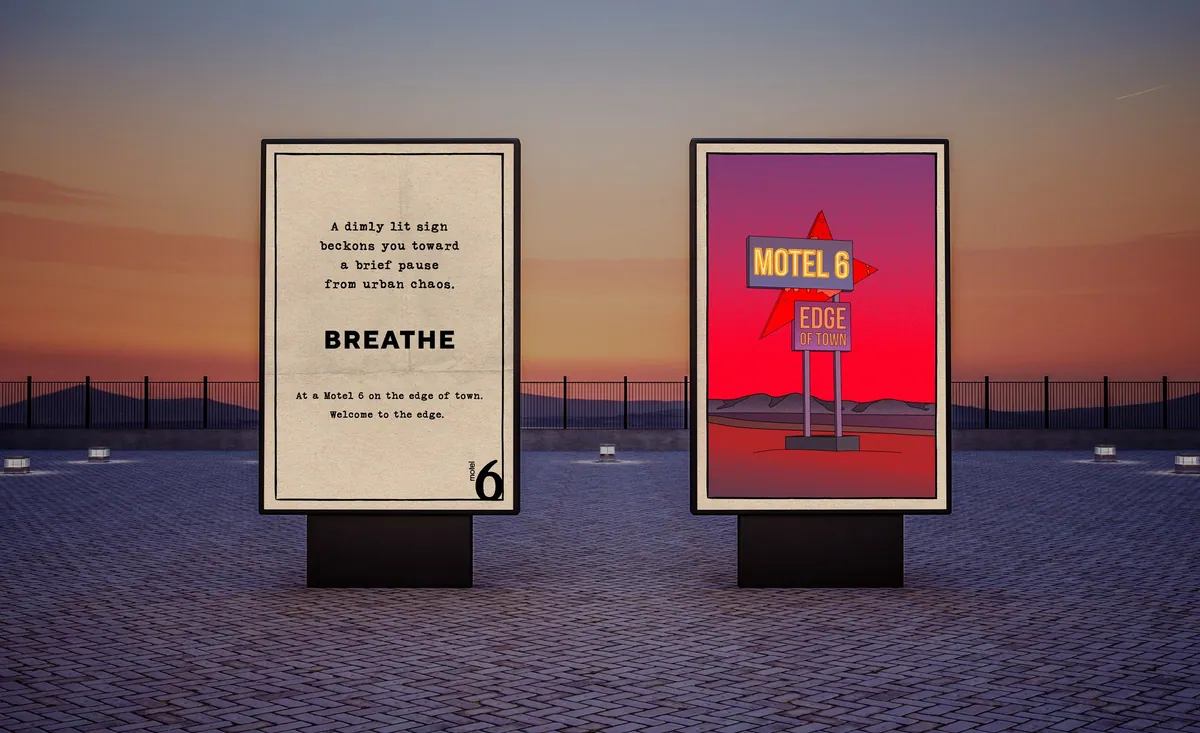 A dimly lit sign
beckons you toward
a brief pause
from urban chaos.
BREATHE
At a Motel 6 on the edge of town.
Welcome to the edge.
motel
6
MOTEL 6
EDGE
OF TOWN